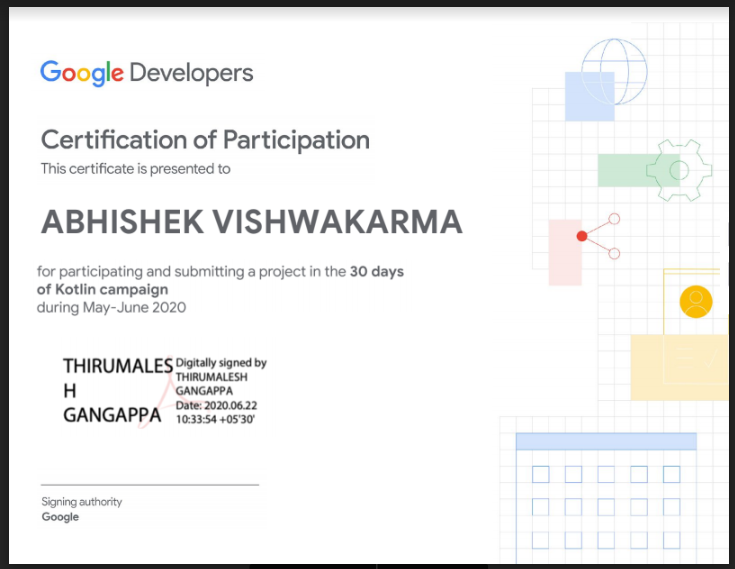 Google Developers
Certification of Participation
This certificate is presented to
ABHISHEK VISHWAKARMA
for participating and submitting a project in the 30 days
of Kotlin campaign
during May-June 2020
THIRUMALES
H
GANGAPPA
Digitally signed by
THIRUMALESH
GANGAPPA
Date: 2020.06.22
10:33:54 +05'30'
Signing authority
Google